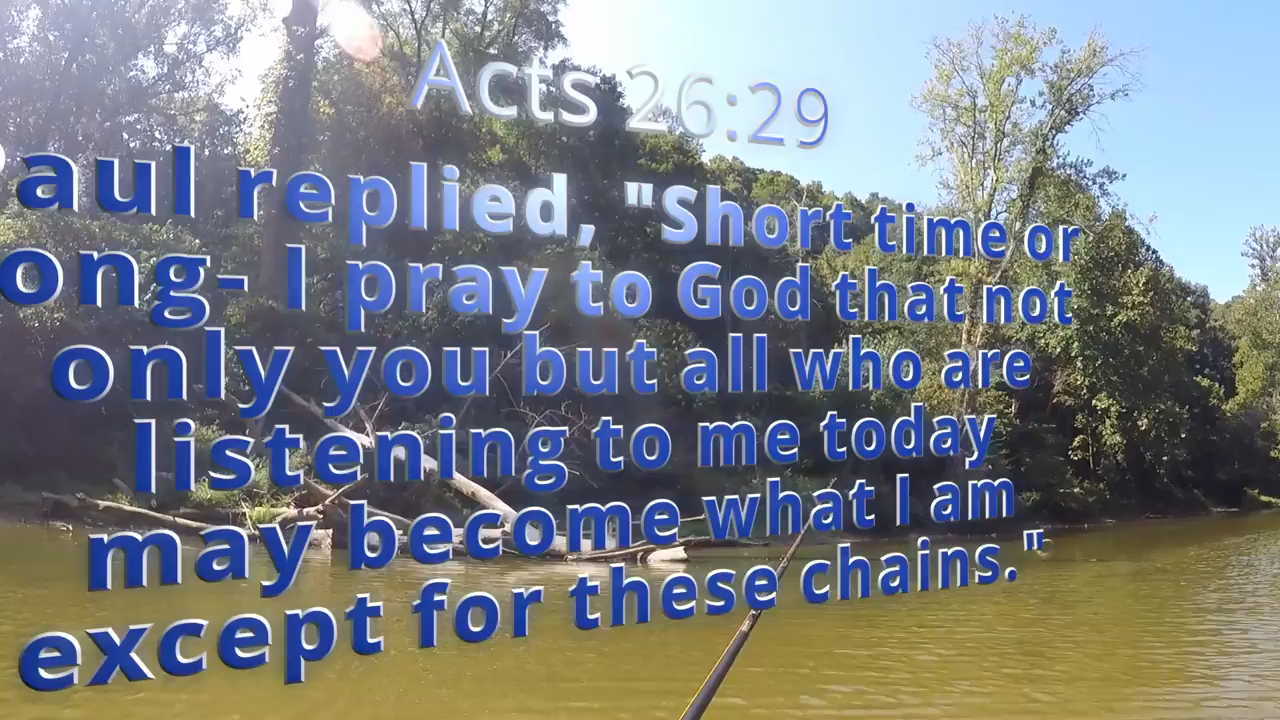 Acts 26:29
aul replied, "Short time or
ong- I pray to God that not
only you but all who are
listening to me today
may become what I am
except for these chains."